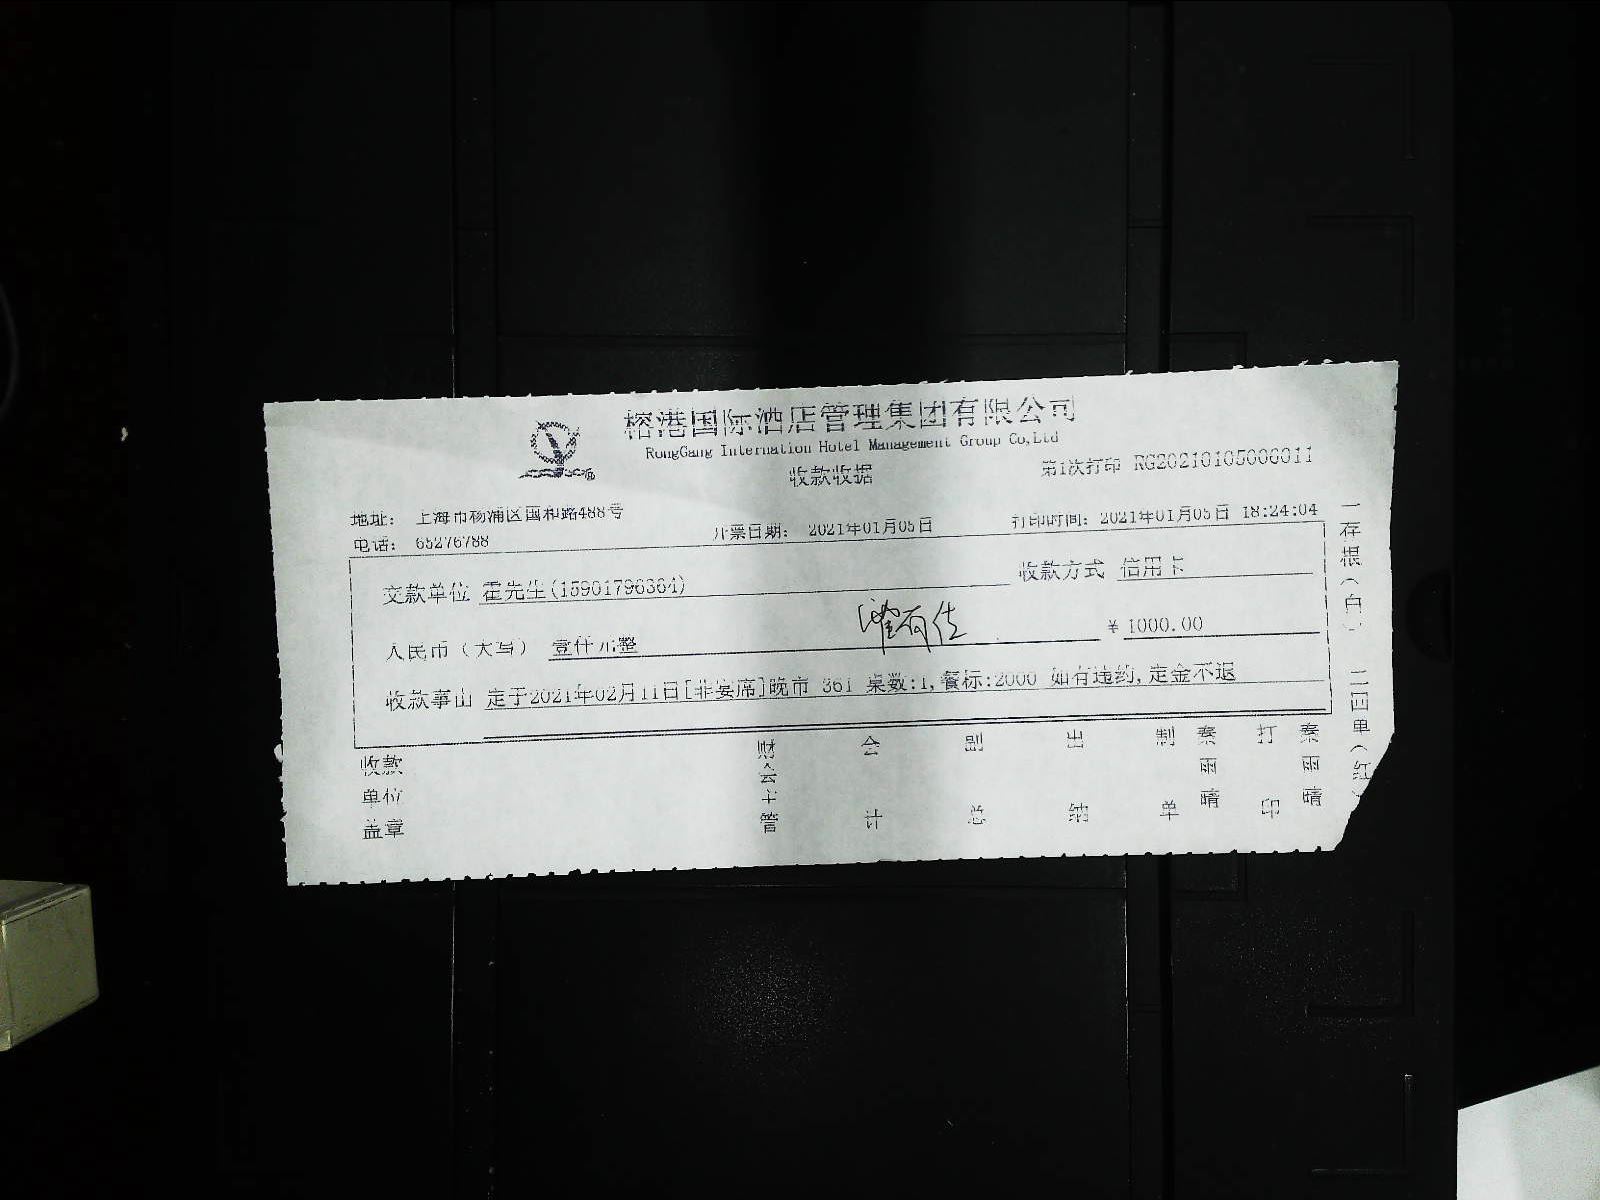 榕港国际酒店管理集团有限公司
RongGang Internation Hotel Management Group Co,Ltd
收款收据
第1次打印 RG20210105000011
地址: 上海市杨浦区国和路488号
电话: 65276788
开票日期: 2021年01月05日
打印时间: 2021年01月05日 18:24:04
交款单位 霍先生(15901796364)
收款方式 信用卡
人民币(大写) 壹仟元整
¥ 1000.00
收款事由 定于2021年02月11日[非宴席]晚市 361 桌数:1,餐标:2000 如有违约,定金不退
收款单位盖章
财会主管
会计
副总
出纳
制单
秦雨晴
打印
秦雨晴
一存根(白)
二回单(红)